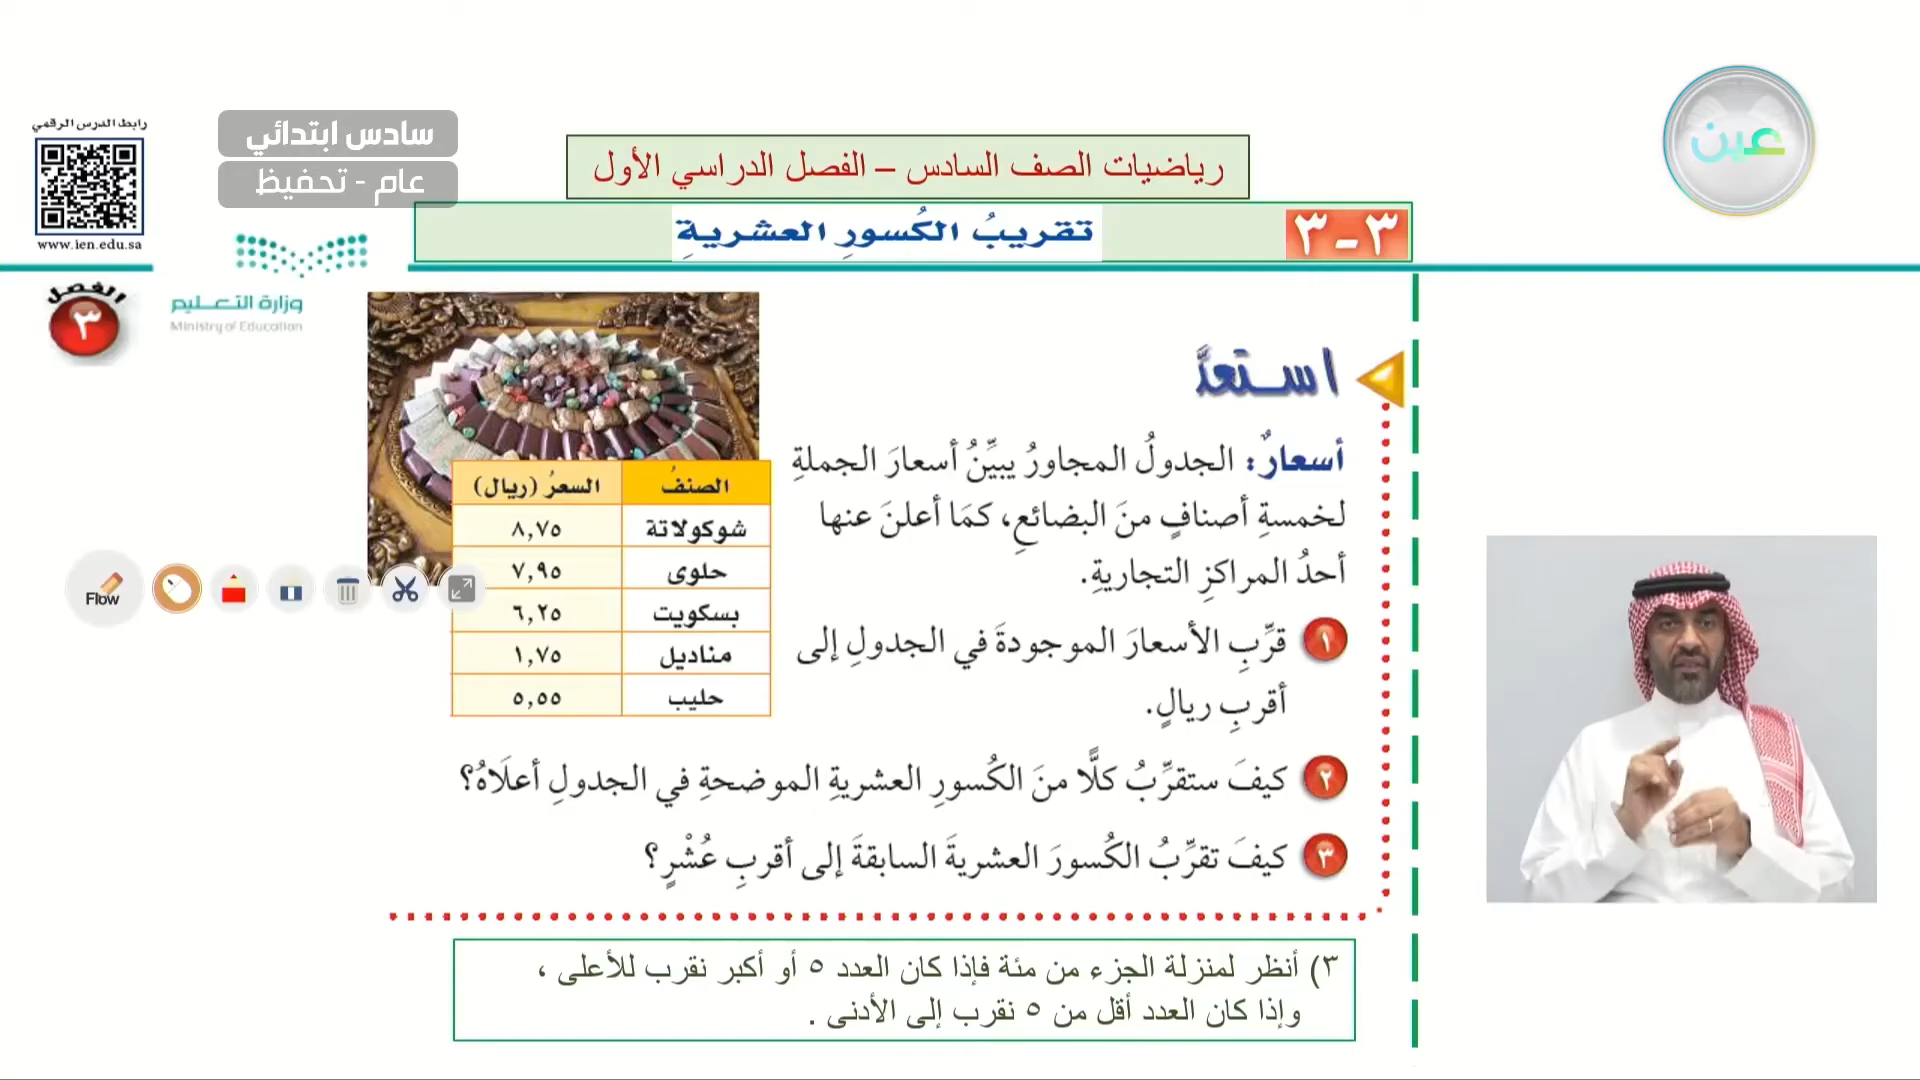 عين
رابط الدرس الرقمي
www.ien.edu.sa
سادس ابتدائي
عام - تحفيظ
رياضيات الصف السادس – الفصل الدراسي الأول
٣ - ٣
تقريبُ الكُسورِ العشريةِ
الفصل
٣
وزارة التعليم
Ministry of Education
استعدَّ
أسعارٌ: الجدولُ المجاورُ يبيِّنُ أسعارَ الجملةِ
لخمسةِ أصنافٍ منَ البضائعِ، كمَا أعلنَ عنها
أحدُ المراكزِ التجاريةِ.
الصنفُ السعرُ (ريال)
شوكولاتة ٨,٧٥
حلوى ٧,٩٥
بسكويت ٦,٢٥
مناديل ١,٧٥
حليب ٥,٥٥
١ قرِّبِ الأسعارَ الموجودةَ في الجدولِ إلى
أقربِ ريالٍ.
٢ كيفَ ستقرِّبُ كلًّا منَ الكُسورِ العشريةِ الموضحةِ في الجدولِ أعلَاهُ؟
٣ كيفَ تقرِّبُ الكُسورَ العشريةَ السابقةَ إلى أقربِ عُشْرٍ؟
Flow
٣) أنظر لمنزلة الجزء من مئة فإذا كان العدد ٥ أو أكبر نقرب للأعلى ،
وإذا كان العدد أقل من ٥ نقرب إلى الأدنى .